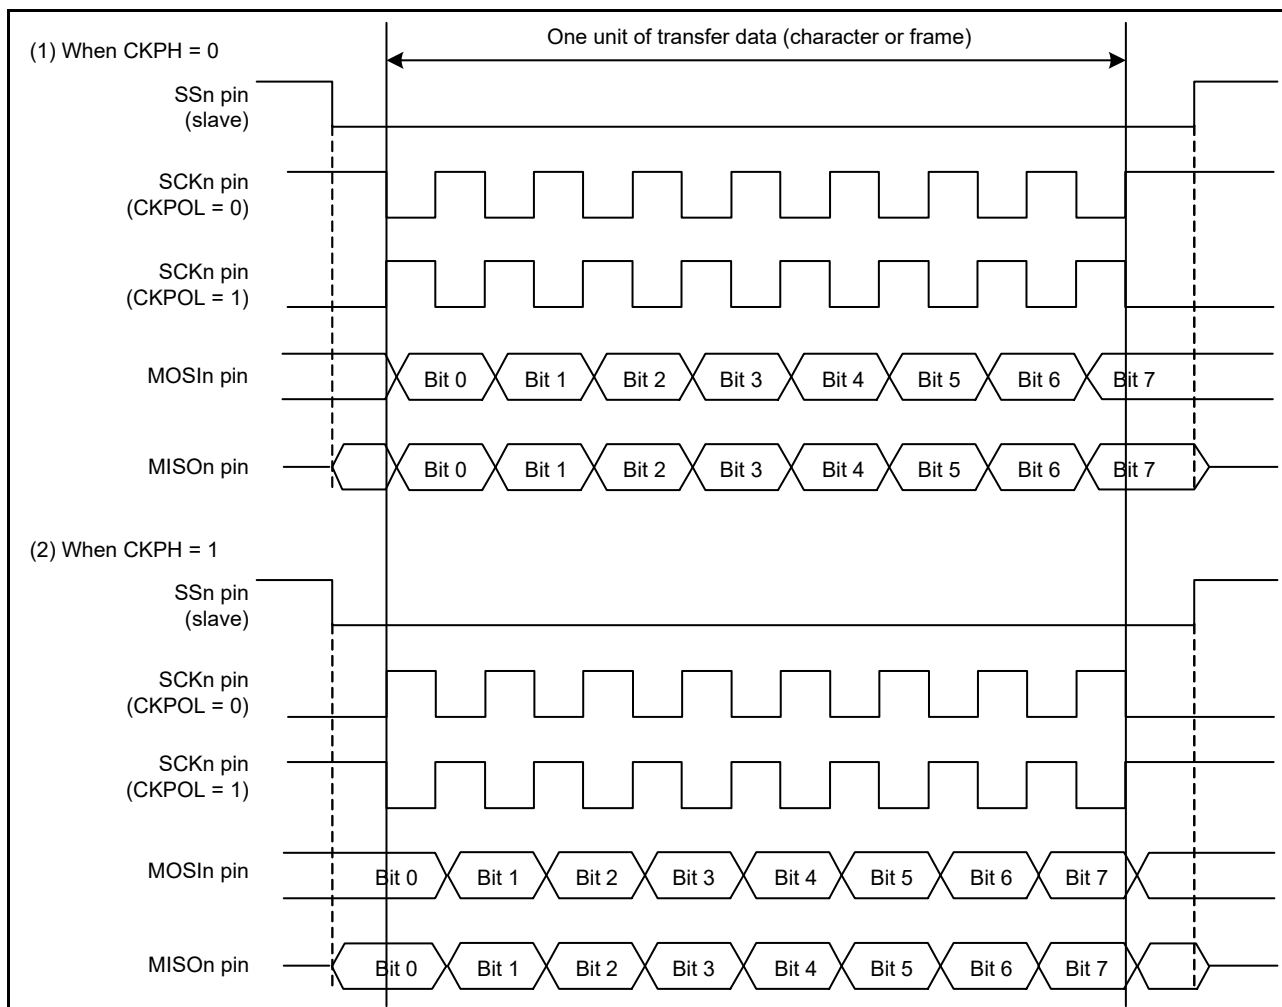 (1) When CKPH = 0
One unit of transfer data (character or frame)
SSn pin
(slave)
SCKn pin
(CKPOL = 0)
SCKn pin
(CKPOL = 1)
MOSIn pin
Bit 0 Bit 1 Bit 2 Bit 3 Bit 4 Bit 5 Bit 6 Bit 7
MISOn pin
Bit 0 Bit 1 Bit 2 Bit 3 Bit 4 Bit 5 Bit 6 Bit 7
(2) When CKPH = 1
SSn pin
(slave)
SCKn pin
(CKPOL = 0)
SCKn pin
(CKPOL = 1)
MOSIn pin
Bit 0 Bit 1 Bit 2 Bit 3 Bit 4 Bit 5 Bit 6 Bit 7
MISOn pin
Bit 0 Bit 1 Bit 2 Bit 3 Bit 4 Bit 5 Bit 6 Bit 7